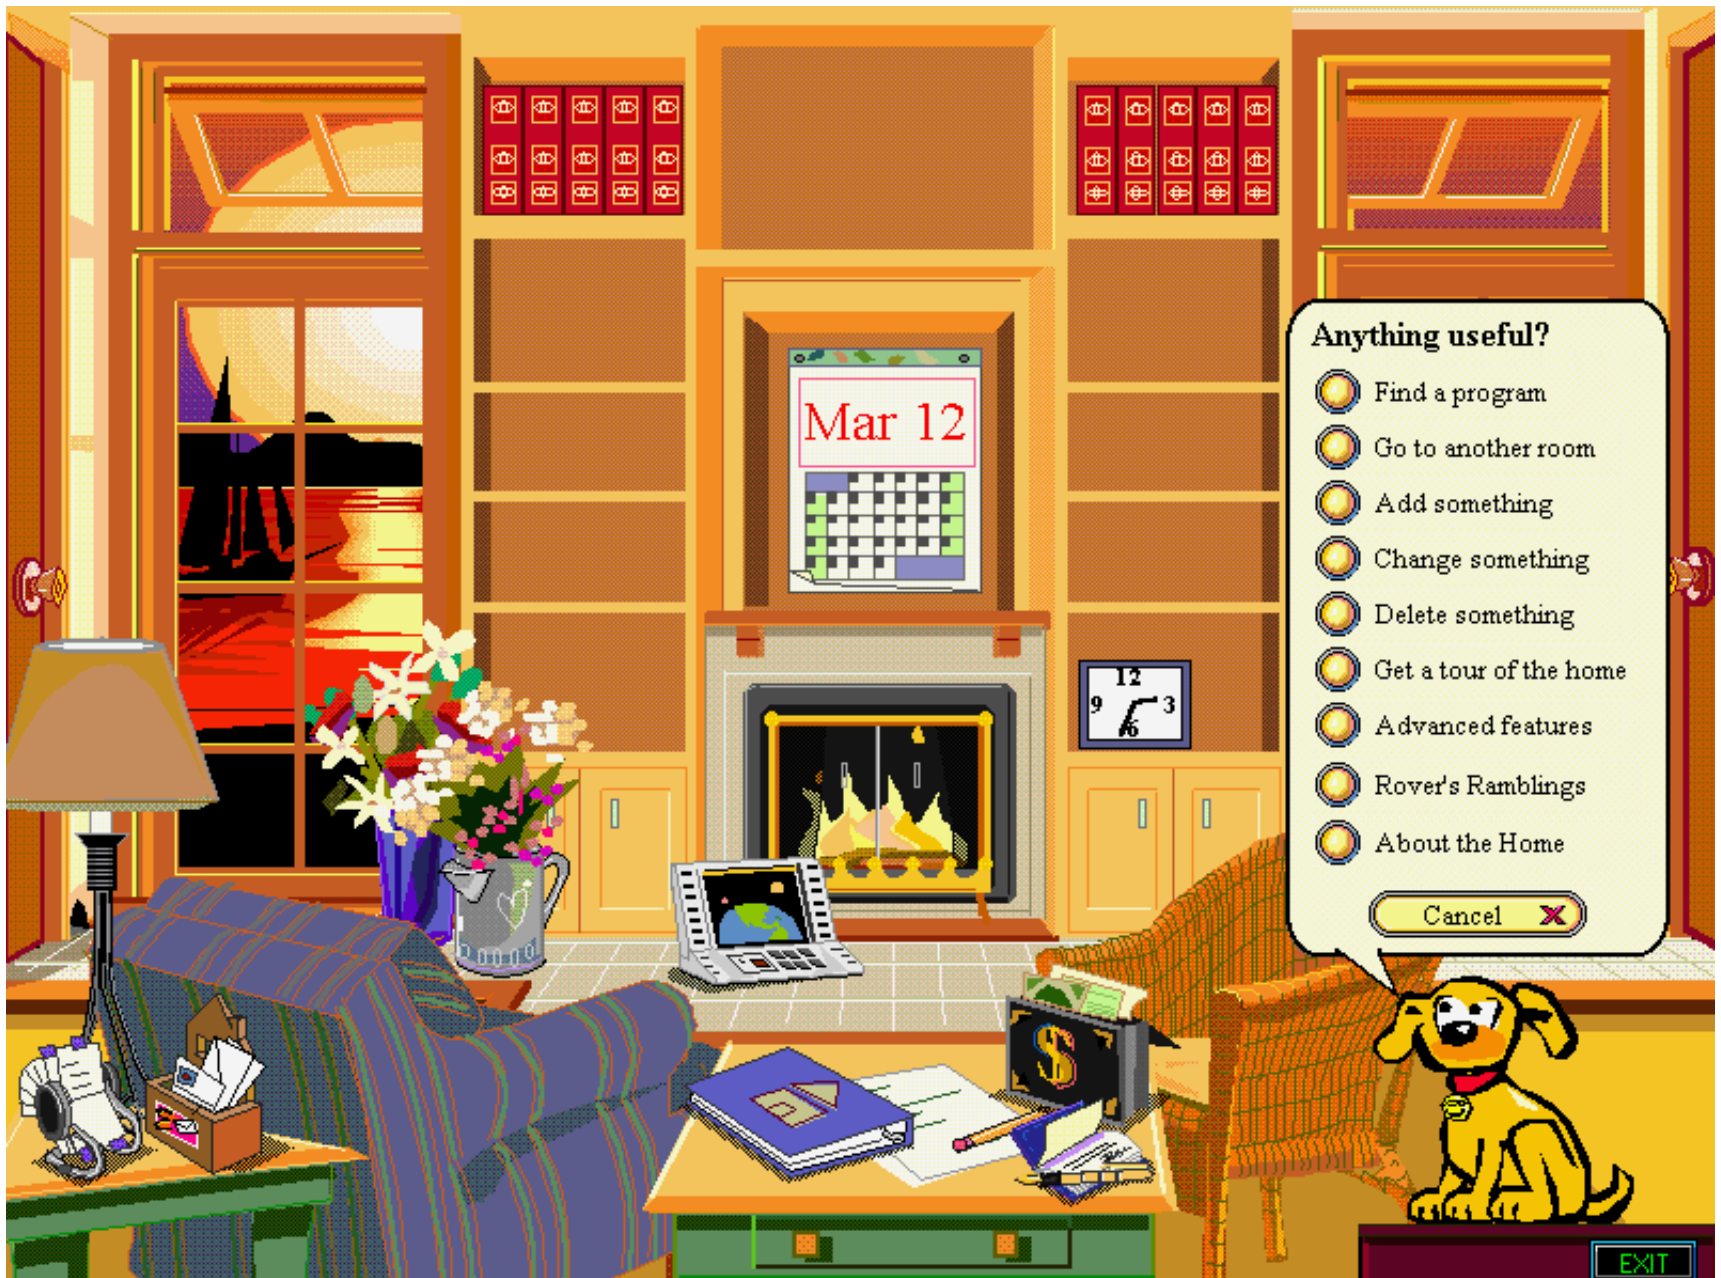 Mar 12
12
9
3
6
$
Anything useful?
Find a program
Go to another room
Add something
Change something
Delete something
Get a tour of the home
Advanced features
Rover's Ramblings
About the Home
Cancel
EXIT